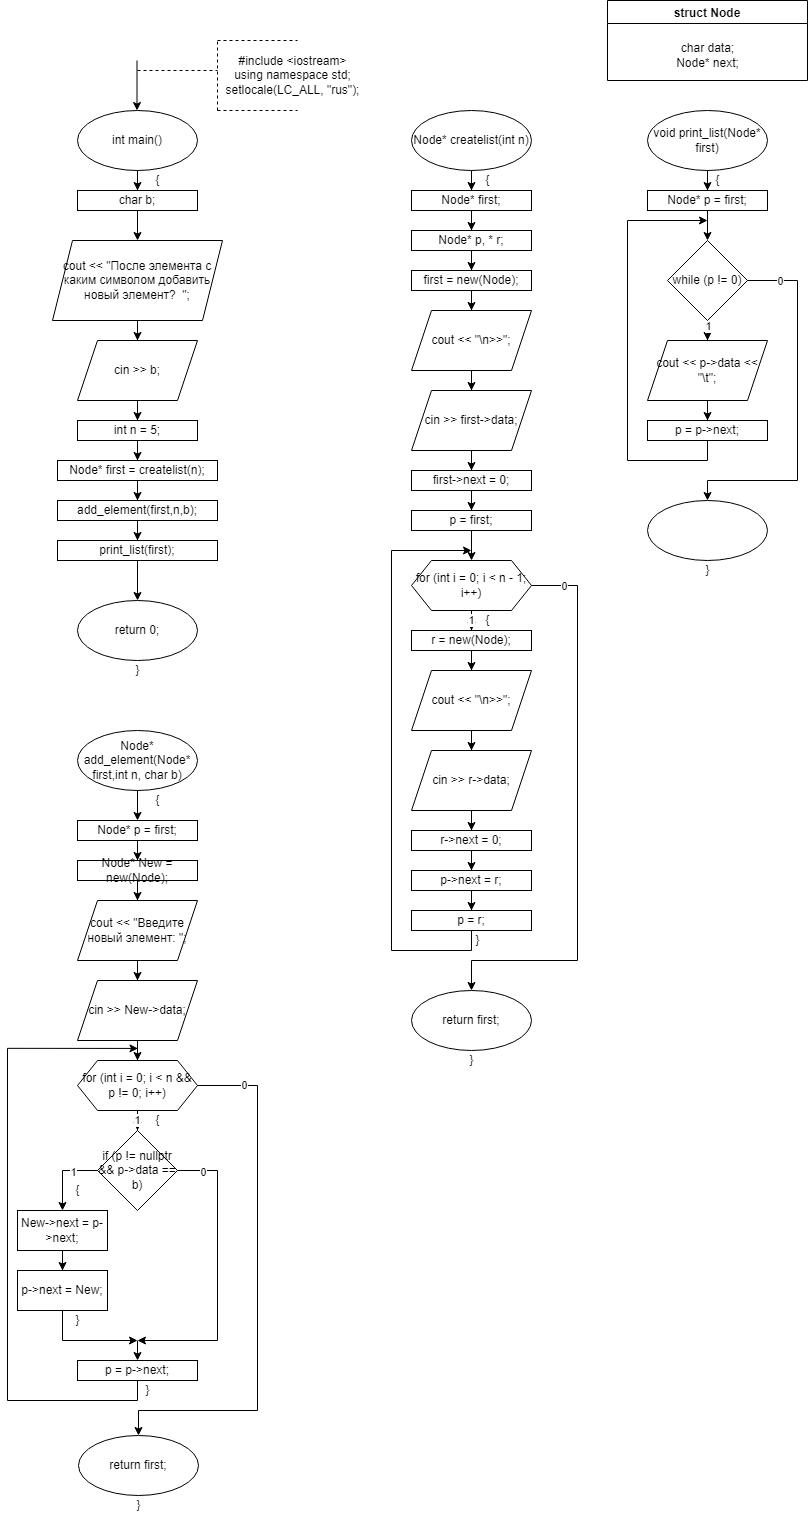 #include <iostream>
using namespace std;
setlocale(LC_ALL, "rus");
struct Node
char data;
Node* next;
int main()
{
char b;
cout << "После элемента с
каким символом добавить
новый элемент?  ";
cin >> b;
int n = 5;
Node* first = createlist(n);
add_element(first,n,b);
print_list(first);
return 0;
}
Node* createlist(int n)
{
Node* first;
Node* p, * r;
first = new(Node);
cout << "\n>>";
cin >> first->data;
first->next = 0;
p = first;
for (int i = 0; i < n - 1;
i++)
0
1
{
r = new(Node);
cout << "\n>>";
cin >> r->data;
r->next = 0;
p->next = r;
p = r;
}
return first;
}
void print_list(Node*
first)
{
Node* p = first;
while (p != 0)
0
1
cout << p->data <<
"\t";
p = p->next;
}
Node*
add_element(Node*
first,int n, char b)
{
Node* p = first;
Node* New =
new(Node);
cout << "Введите
новый элемент: ";
cin >> New->data;
for (int i = 0; i < n &&
p != 0; i++)
0
1
{
if (p != nullptr
&& p->data ==
b)
1
0
{
New->next = p-
>next;
p->next = New;
}
p = p->next;
}
return first;
}